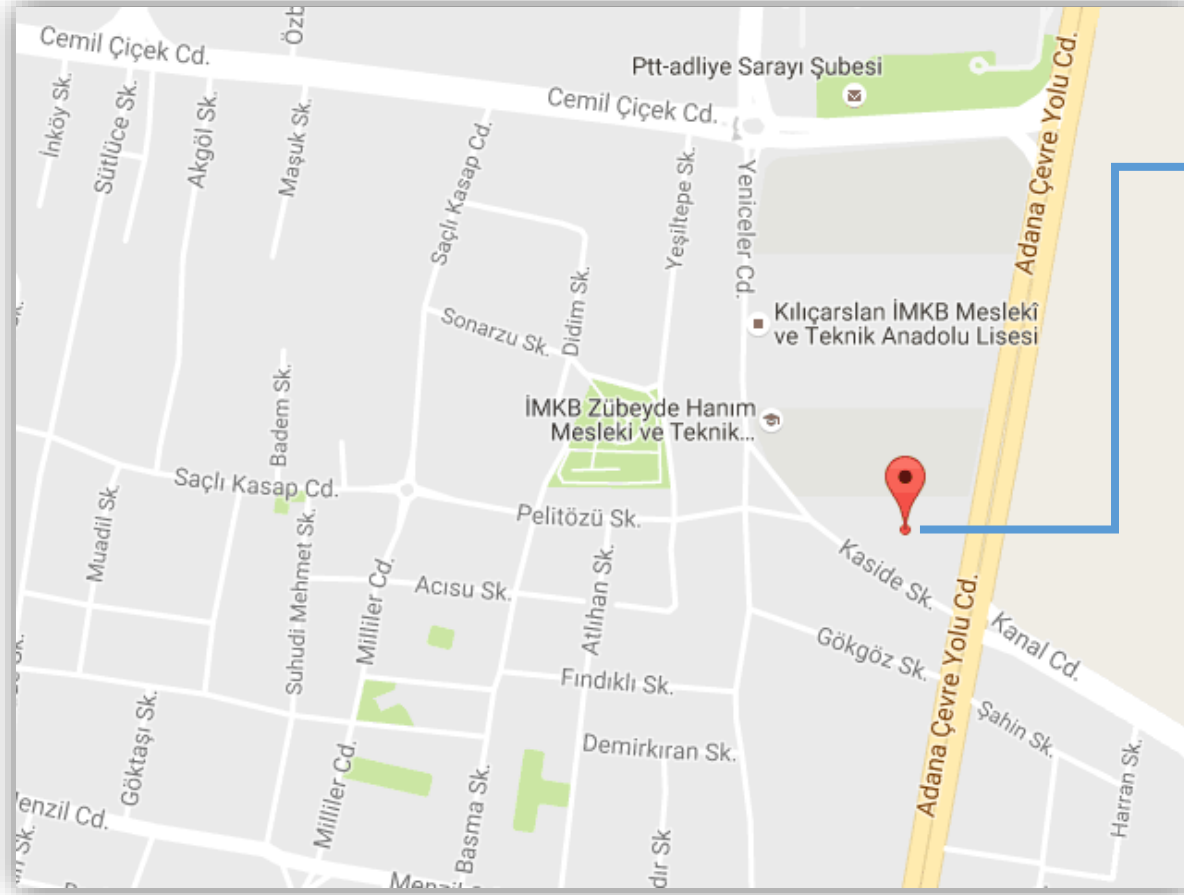 Cemil Çiçek Cd.
Özb
Ptt-adliye Sarayı Şubesi
Cemil Çiçek Cd.
İnköy Sk.
Sütlüce Sk.
Akgöl Sk.
Maşuk Sk.
Saçlı Kasap Cd.
Yeşiltepe Sk.
Yeniceler Cd.
Adana Çevre Yolu Cd.
Sonarzu Sk.
Didim Sk.
Kılıçarslan İMKB Meslekî
ve Teknik Anadolu Lisesi
Badem Sk.
İMKB Zübeyde Hanım
Mesleki ve Teknik...
Saçlı Kasap Cd.
Muadil Sk.
Pelitözü Sk.
Suhudi Mehmet Sk.
Milliler Cd.
Acısu Sk.
Atlıhan Sk.
Kaside Sk.
Kanal Cd.
Gökgöz Sk.
Fındıklı Sk.
Adana Çevre Yolu Cd.
Şahin Sk.
Demirkıran Sk.
Göktaşı Sk.
Milliler Cd.
Basma Sk.
Harran Sk.
enzil Cd.
dır Sk
Menzil